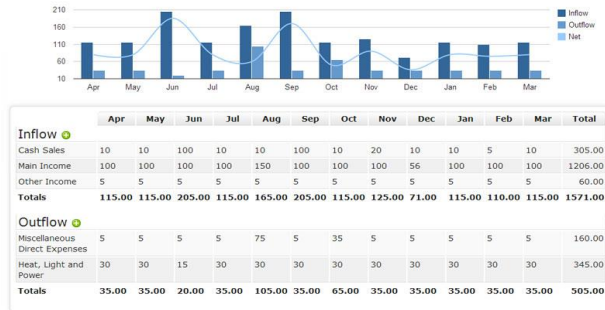 210
160
110
60
10
Apr May Jun Jul Aug Sep Oct Nov Dec Jan Feb Mar
Inflow
Outflow
Net
Apr May Jun Jul Aug Sep Oct Nov Dec Jan Feb Mar Total
Inflow
Cash Sales 10 10 100 10 10 100 10 20 10 10 5 10 305.00
Main Income 100 100 100 100 150 100 100 100 56 100 100 100 1206.00
Other Income 5 5 5 5 5 5 5 5 5 5 5 5 60.00
Totals 115.00 115.00 205.00 115.00 165.00 205.00 115.00 125.00 71.00 115.00 110.00 115.00 1571.00
Outflow
Miscellaneous
Direct Expenses 5 5 5 5 75 5 35 5 5 5 5 5 160.00
Heat, Light and
Power 30 30 15 30 30 30 30 30 30 30 30 30 345.00
Totals 35.00 35.00 20.00 35.00 105.00 35.00 65.00 35.00 35.00 35.00 35.00 35.00 505.00